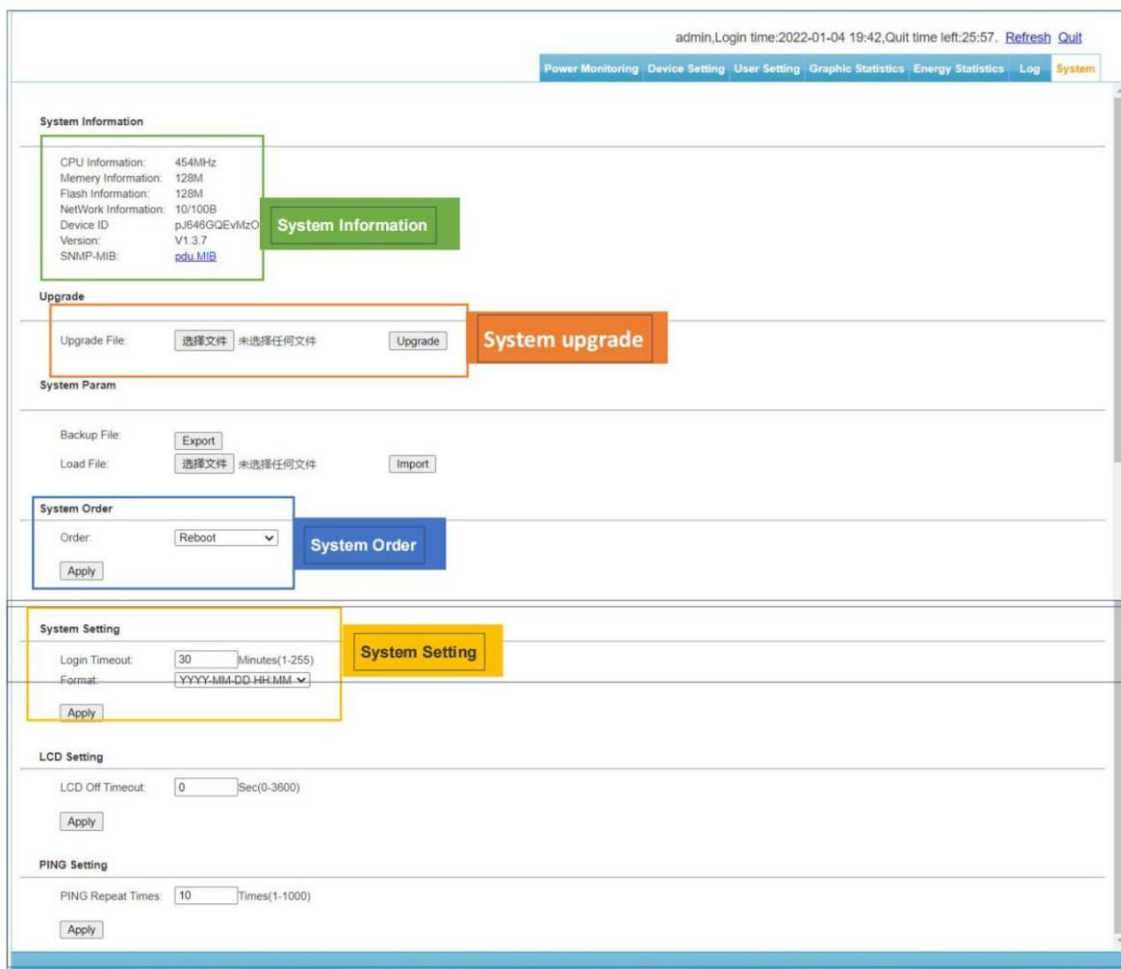 admin,Login time:2022-01-04 19:42,Quit time left:25:57. Refresh Quit
Power Monitoring Device Setting User Setting Graphic Statistics Energy Statistics Log System
System Information
CPU Information: 454MHz
Memery Information: 128M
Flash Information: 128M
NetWork Information: 10/100B
Device ID pJ646GQEvMzO
Version: V1.3.7
SNMP-MIB: pdu.MIB
System Information
Upgrade
Upgrade File: 选择文件 未选择任何文件 Upgrade
System upgrade
System Param
Backup File: Export
Load File: 选择文件 未选择任何文件 Import
System Order
Order: Reboot
Apply
System Order
System Setting
Login Timeout: 30 Minutes(1-255)
Format: YYYY-MM-DD HH:MM
Apply
System Setting
LCD Setting
LCD Off Timeout: 0 Sec(0-3600)
Apply
PING Setting
PING Repeat Times: 10 Times(1-1000)
Apply